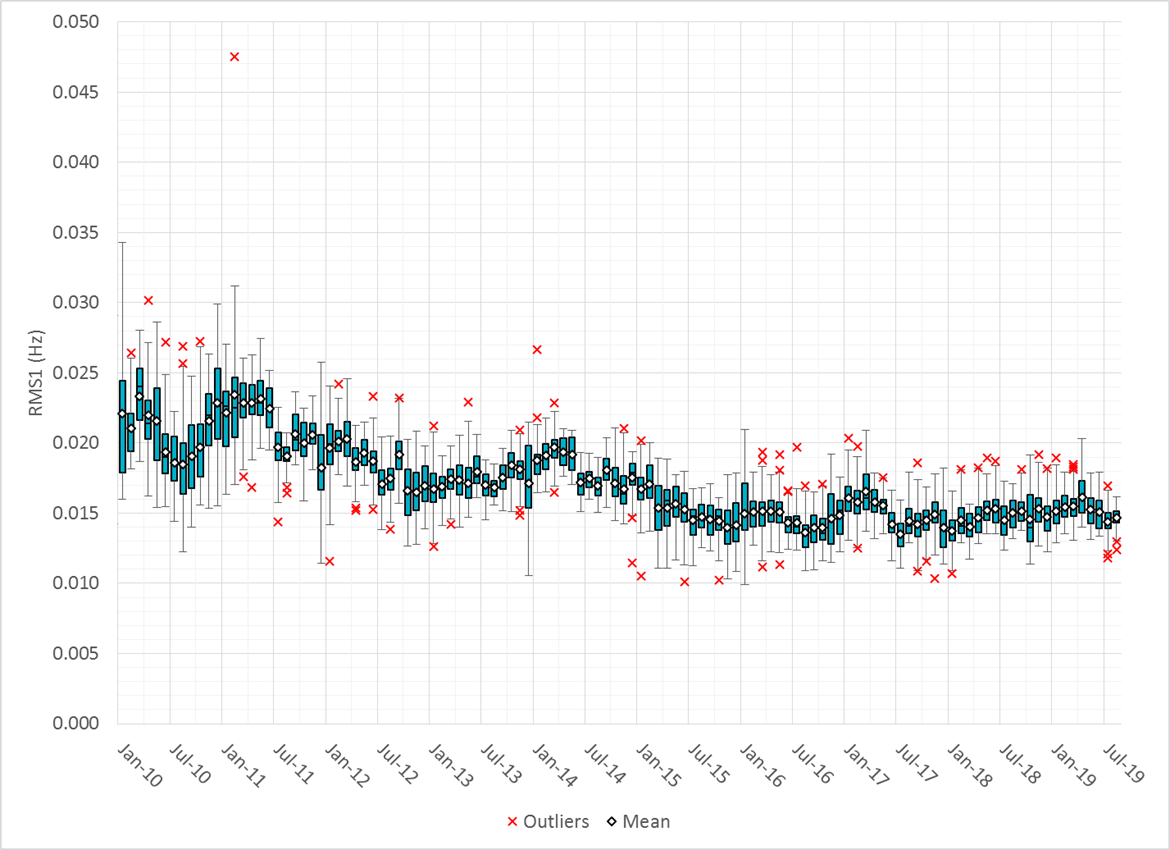 0.050
0.045
0.040
0.035
0.030
0.025
0.020
0.015
0.010
0.005
0.000
RMS1 (Hz)
Jan-10
Jul-10
Jan-11
Jul-11
Jan-12
Jul-12
Jan-13
Jul-13
Jan-14
Jul-14
Jan-15
Jul-15
Jan-16
Jul-16
Jan-17
Jul-17
Jan-18
Jul-18
Jan-19
Jul-19
Outliers Mean